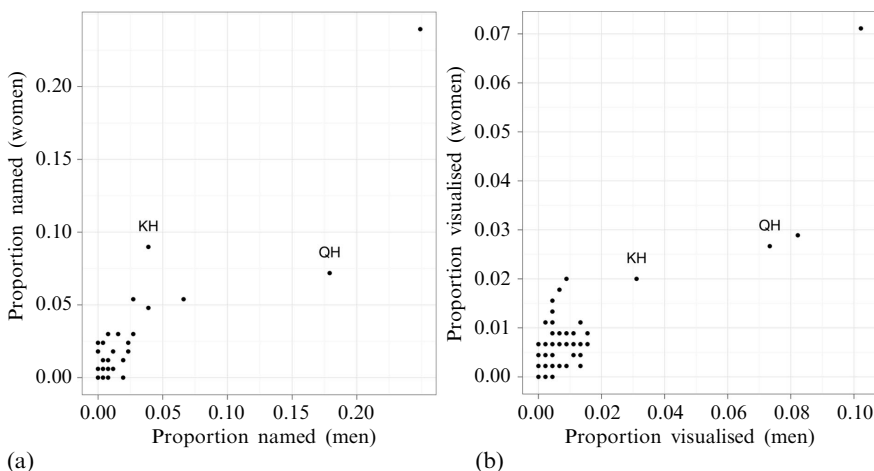 Proportion named (women)
0.20
0.15
0.10
0.05
0.00
KH
QH
0.00 0.05 0.10 0.15 0.20
Proportion named (men)
(a)
Proportion visualised (women)
0.07
0.06
0.05
0.04
0.03
0.02
0.01
0.00
KH
QH
0.00 0.02 0.04 0.06 0.08 0.10
Proportion visualised (men)
(b)